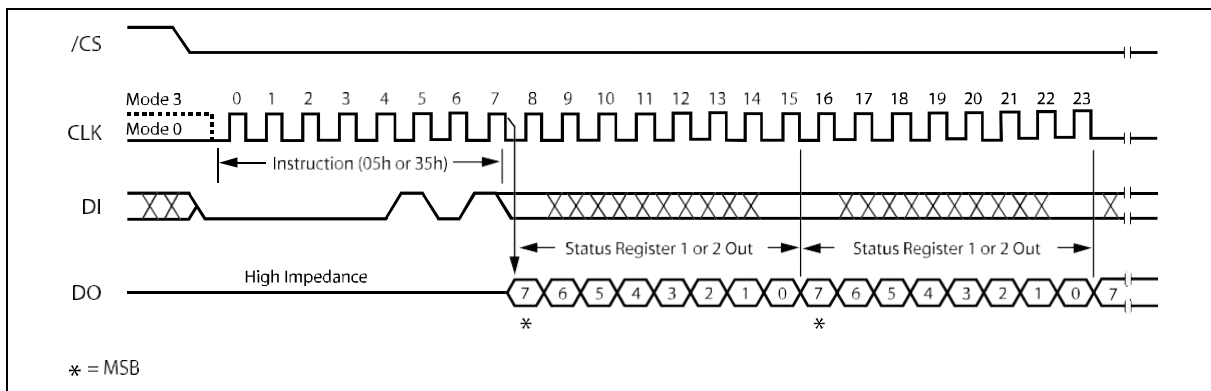 /CS
Mode 3
0 1 2 3 4 5 6 7 8 9 10 11 12 13 14 15 16 17 18 19 20 21 22 23
CLK
Mode 0
Instruction (05h or 35h)
DI
Status Register 1 or 2 Out
Status Register 1 or 2 Out
High Impedance
DO
7 6 5 4 3 2 1 0 7 6 5 4 3 2 1 0 7
* *
* = MSB